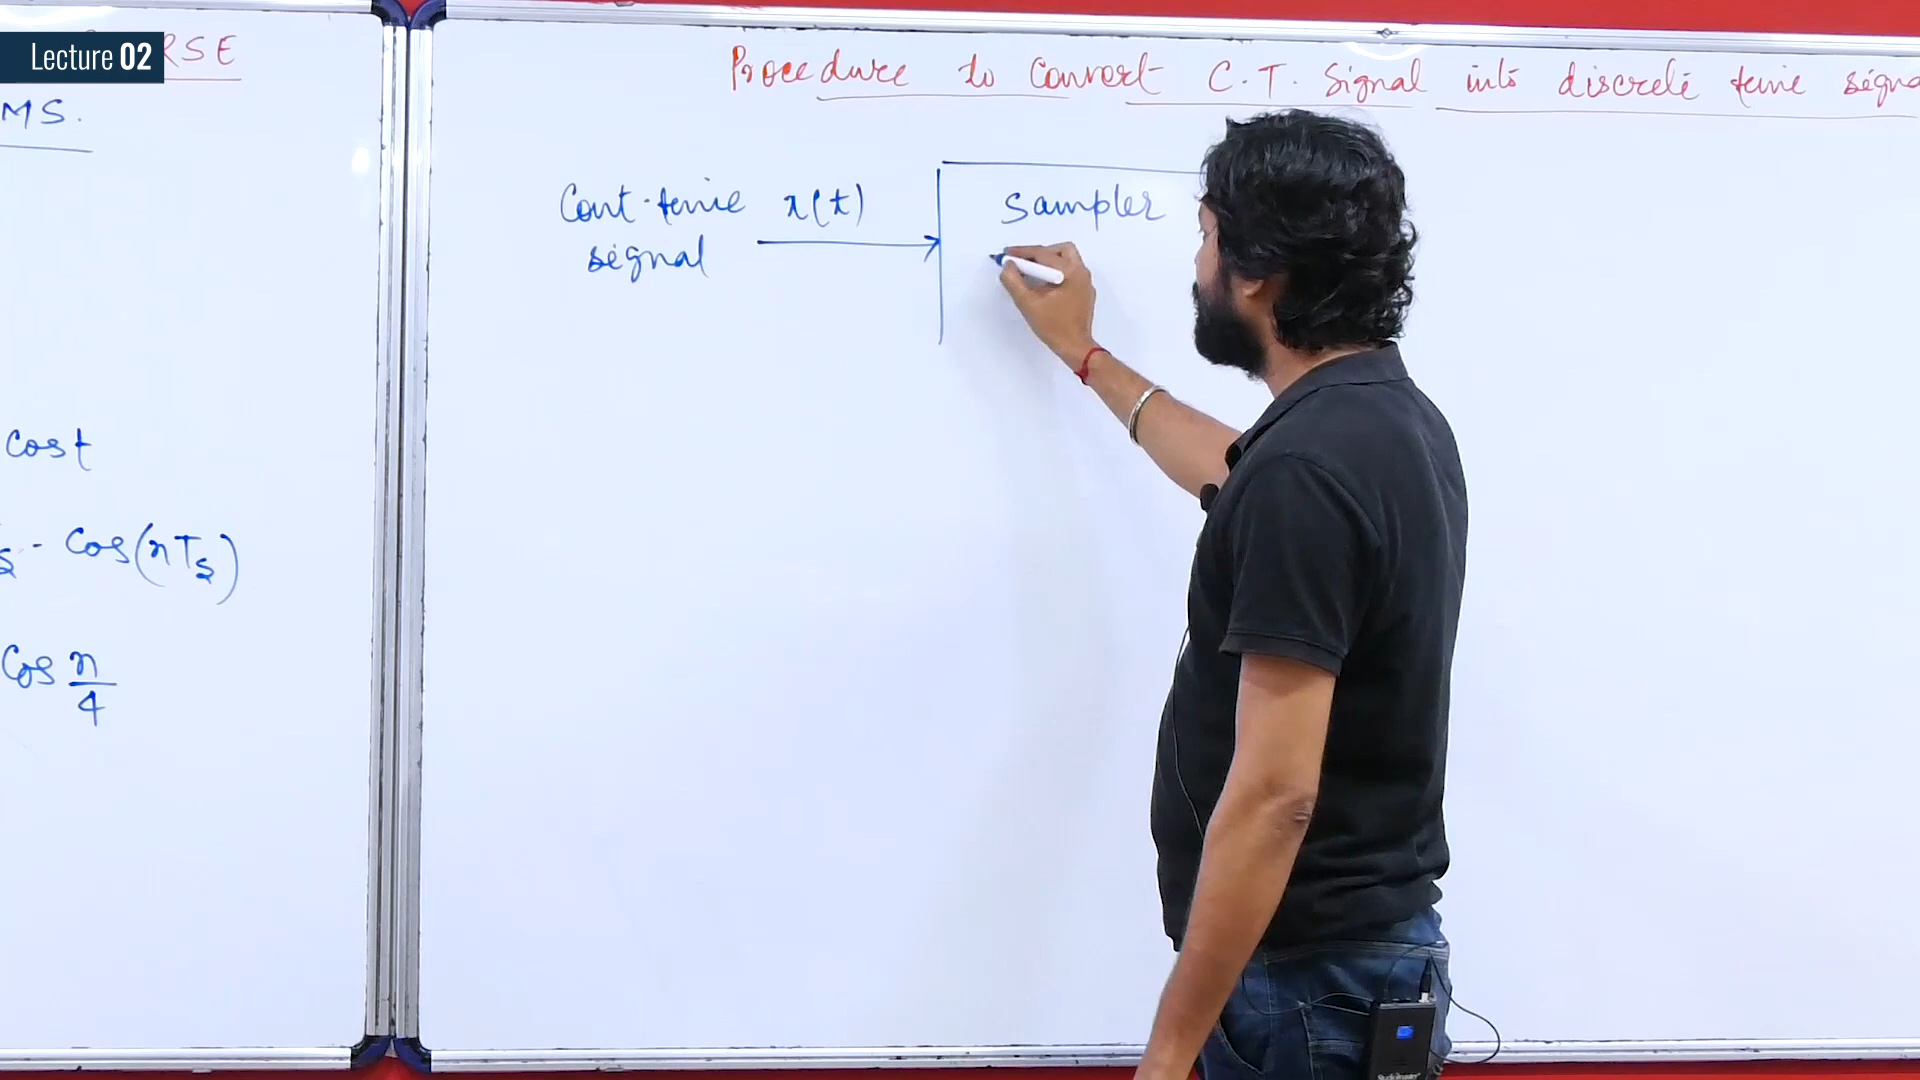 Lecture 02
RSE
MS.
Cos t
s - Cos(nTs)
Cos n/4
Procedure to Convert C.T. Signal into discrete time signa
Cont. time x(t)
signal
Sampler